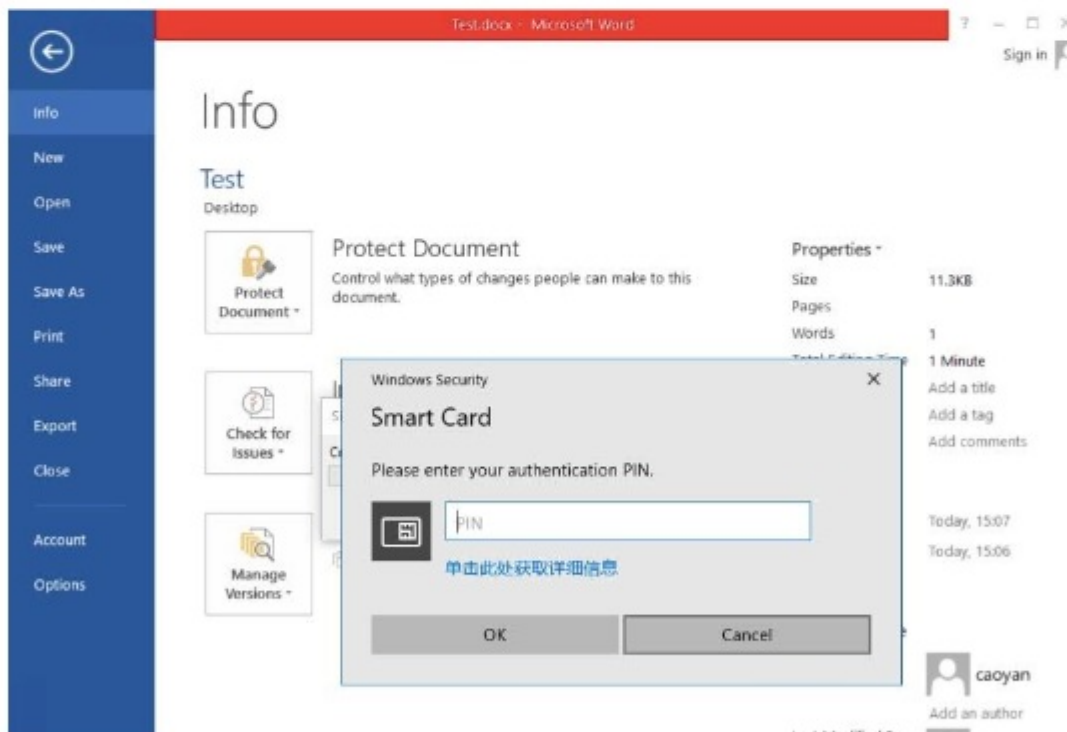 Test.docx - Microsoft Word
?
Sign in
Info
New
Open
Save
Save As
Print
Share
Export
Close
Account
Options
Info
Test
Desktop
Protect Document
Protect Document
Control what types of changes people can make to this
document.
Check for
Issues
Manage
Versions
Properties
Size 11.3KB
Pages
Words 1
Total Editing Time 1 Minute
Add a title
Add a tag
Add comments
Today, 15:07
Today, 15:06
caoyan
Add an author
Windows Security
Smart Card
Please enter your authentication PIN.
PIN
单击此处获取详细信息
OK
Cancel